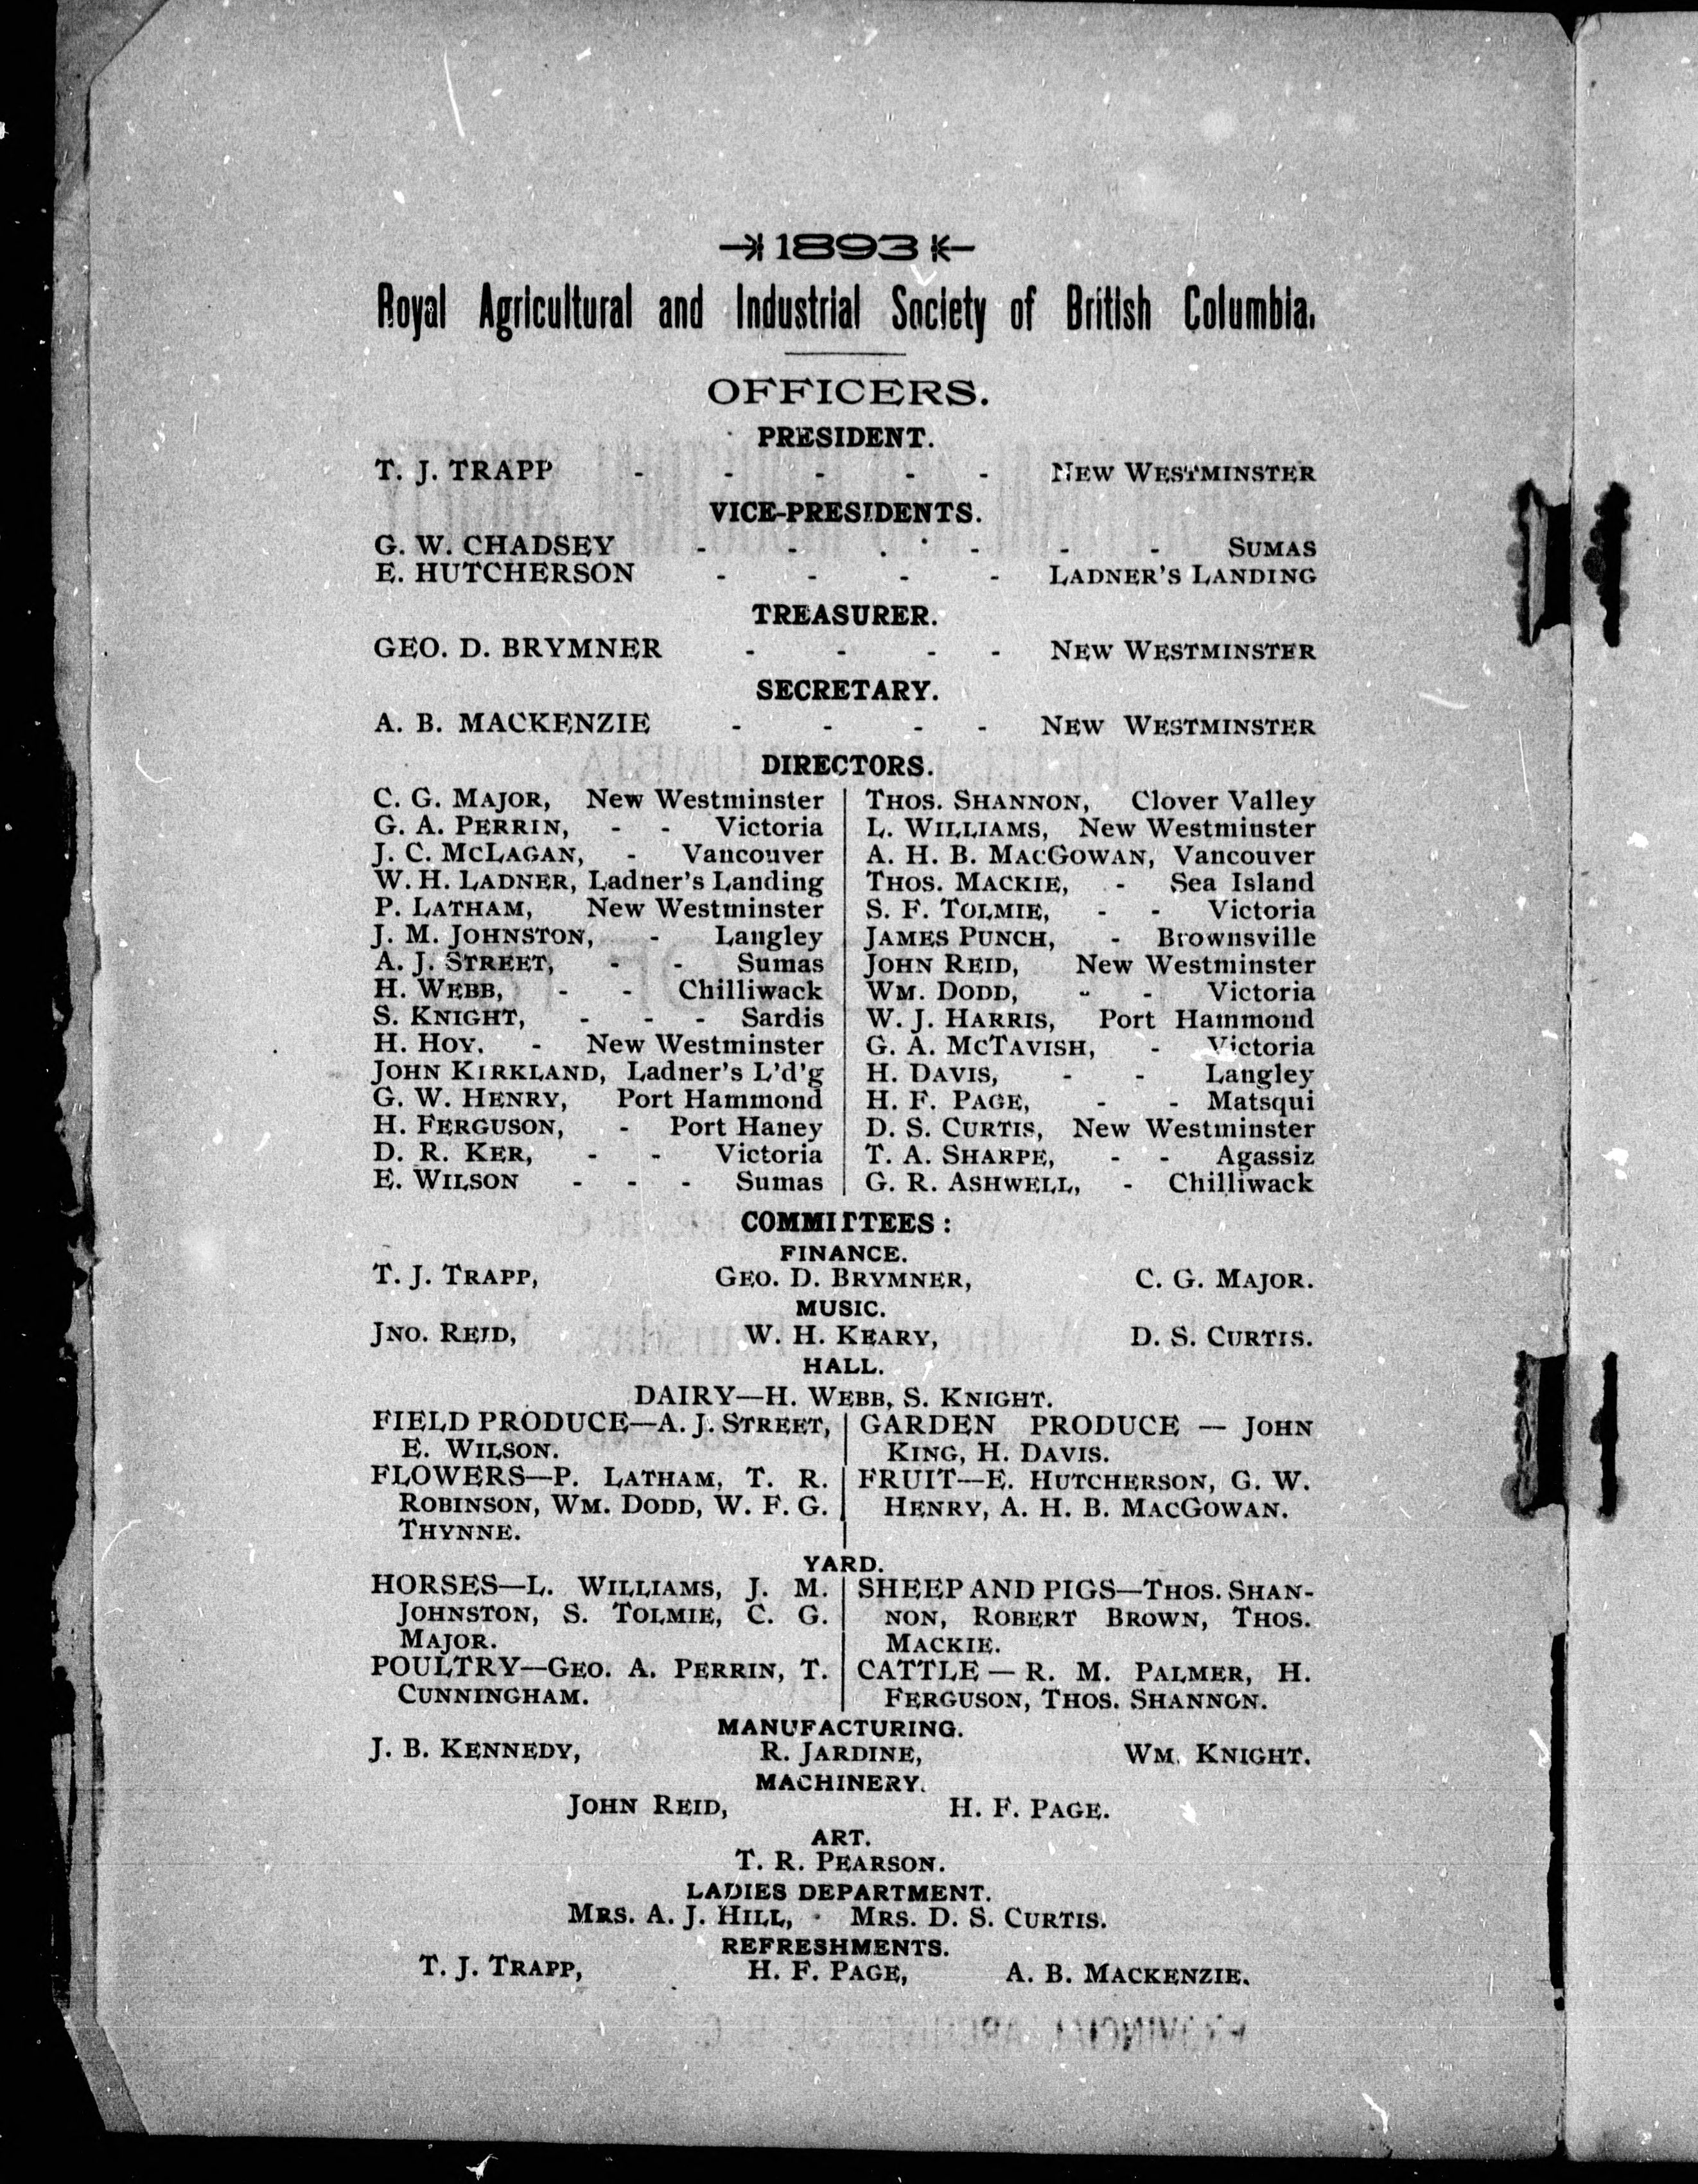 1893
Royal Agricultural and Industrial Society of British Columbia.
OFFICERS.
PRESIDENT.
T. J. TRAPP - - - - - NEW WESTMINSTER
VICE-PRESIDENTS.
G. W. CHADSEY - - - - - - SUMAS
E. HUTCHERSON - - - - LADNER'S LANDING
TREASURER.
GEO. D. BRYMNER - - - - NEW WESTMINSTER
SECRETARY.
A. B. MACKENZIE - - - - NEW WESTMINSTER
DIRECTORS.
C. G. MAJOR, New Westminster
G. A. PERRIN, - - Victoria
J. C. MCLAGAN, - Vancouver
W. H. LADNER, Ladner's Landing
P. LATHAM, New Westminster
J. M. JOHNSTON, - Langley
A. J. STREET, - - Sumas
H. WEBB, - - Chilliwack
S. KNIGHT, - - - Sardis
H. HOY, - New Westminster
JOHN KIRKLAND, Ladner's L'd'g
G. W. HENRY, Port Hammond
H. FERGUSON, - Port Haney
D. R. KER, - - Victoria
E. WILSON - - - Sumas
THOS. SHANNON, Clover Valley
L. WILLIAMS, New Westminster
A. H. B. MACGOWAN, Vancouver
THOS. MACKIE, - Sea Island
S. F. TOLMIE, - - Victoria
JAMES PUNCH, - Brownsville
JOHN REID, New Westminster
WM. DODD, - - Victoria
W. J. HARRIS, Port Hammond
G. A. MCTAVISH, - Victoria
H. DAVIS, - - Langley
H. F. PAGE, - - Matsqui
D. S. CURTIS, New Westminster
T. A. SHARPE, - - Agassiz
G. R. ASHWELL, - Chilliwack
COMMITTEES:
FINANCE.
T. J. TRAPP, GEO. D. BRYMNER, C. G. MAJOR.
MUSIC.
JNO. REID, W. H. KEARY, D. S. CURTIS.
HALL.
DAIRY—H. WEBB, S. KNIGHT.
FIELD PRODUCE—A. J. STREET,
E. WILSON.
FLOWERS—P. LATHAM, T. R.
ROBINSON, WM. DODD, W. F. G.
THYNNE.
GARDEN PRODUCE — JOHN
KING, H. DAVIS.
FRUIT—E. HUTCHERSON, G. W.
HENRY, A. H. B. MACGOWAN.
YARD.
HORSES—L. WILLIAMS, J. M.
JOHNSTON, S. TOLMIE, C. G.
MAJOR.
POULTRY—GEO. A. PERRIN, T.
CUNNINGHAM.
SHEEP AND PIGS—THOS. SHAN-
NON, ROBERT BROWN, THOS.
MACKIE.
CATTLE — R. M. PALMER, H.
FERGUSON, THOS. SHANNON.
MANUFACTURING.
J. B. KENNEDY, R. JARDINE, WM. KNIGHT.
MACHINERY.
JOHN REID, H. F. PAGE.
ART.
T. R. PEARSON.
LADIES DEPARTMENT.
MRS. A. J. HILL, MRS. D. S. CURTIS.
REFRESHMENTS.
T. J. TRAPP, H. F. PAGE, A. B. MACKENZIE.